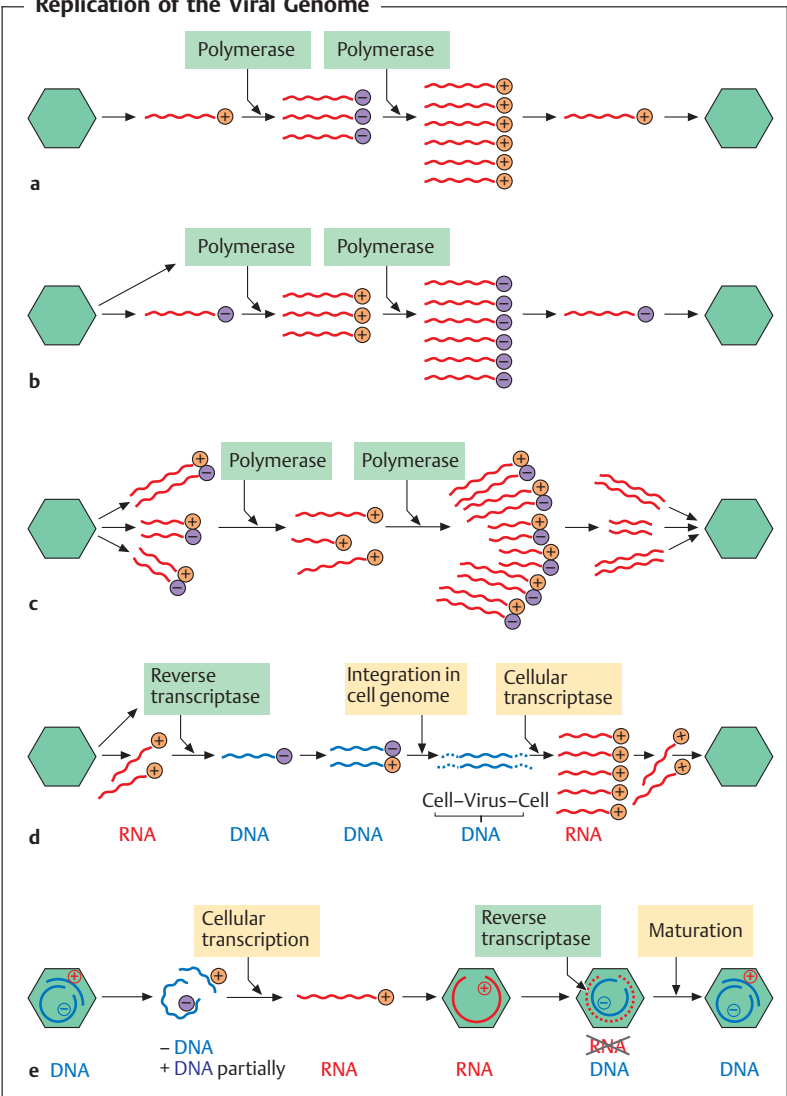 Replication of the Viral Genome
Polymerase Polymerase
+ − − − + + + + + + +
a
Polymerase Polymerase
− + + + − − − − − − −
b
Polymerase Polymerase
+ − + − + − + + + + − + − + − + − + − + −
c
Reverse
transcriptase
Integration in
cell genome
Cellular
transcriptase
+ + − − + + + + + + + +
Cell–Virus–Cell
d RNA DNA DNA DNA RNA
Cellular
transcription
Reverse
transcriptase
Maturation
+ − + − + + − + −
− DNA
+ DNA partially
RNA
e DNA RNA RNA DNA DNA